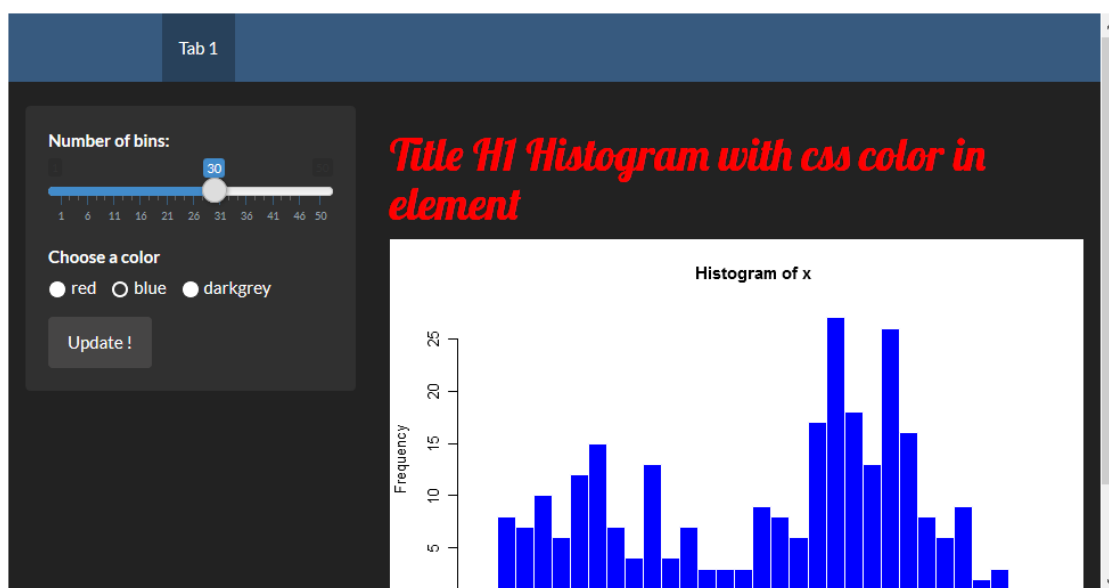 Tab 1
Number of bins:
30
1 6 11 16 21 26 31 36 41 46 50
Choose a color
red blue darkgrey
Update !
Title H1 Histogram with css color in
element
Histogram of x
Frequency
25
20
15
10
5